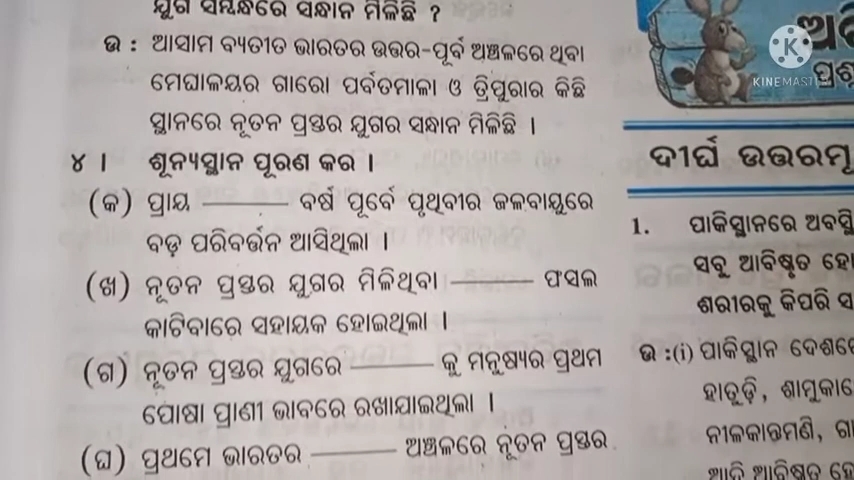 ଯୁଗ ସମ୍ବନ୍ଧରେ ସନ୍ଧାନ ମିଳିଛି ?
ଉ : ଆସାମ ବ୍ୟତୀତ ଭାରତର ଉତ୍ତର-ପୂର୍ବ ଅଞ୍ଚଳରେ ଥିବା
ମେଘାଳୟର ଗାରୋ ପର୍ବତମାଳା ଓ ତ୍ରିପୁରାର କିଛି
ସ୍ଥାନରେ ନୂତନ ପ୍ରସ୍ତର ଯୁଗର ସନ୍ଧାନ ମିଳିଛି ।
୪ । ଶୂନ୍ୟସ୍ଥାନ ପୂରଣ କର ।
(କ) ପ୍ରାୟ ______ ବର୍ଷ ପୂର୍ବେ ପୃଥିବୀର ଜଳବାୟୁରେ
ବଡ଼ ପରିବର୍ତ୍ତନ ଆସିଥିଲା ।
(ଖ) ନୂତନ ପ୍ରସ୍ତର ଯୁଗର ମିଳିଥିବା ______ ଫସଲ
କାଟିବାରେ ସହାୟକ ହୋଇଥିଲା ।
(ଗ) ନୂତନ ପ୍ରସ୍ତର ଯୁଗରେ ______ କୁ ମନୁଷ୍ୟର ପ୍ରଥମ
ପୋଷା ପ୍ରାଣୀ ଭାବରେ ରଖାଯାଇଥିଲା ।
(ଘ) ପ୍ରଥମେ ଭାରତର ______ ଅଞ୍ଚଳରେ ନୂତନ ପ୍ରସ୍ତର
KINEMASTER
ଦୀର୍ଘ ଉତ୍ତରମୂ
1. ପାକିସ୍ଥାନରେ ଅବସ୍ଥି
ସବୁ ଆବିଷ୍କୃତ ହୋ
ଶରୀରକୁ କିପରି ସ
ଉ :(i) ପାକିସ୍ଥାନ ଦେଶରେ
ହାତୁଡ଼ି, ଶାମୁକାରେ
ନୀଳକାନ୍ତମଣି, ଗା
ଆଦି ଆବିଷ୍କୃତ ହେ